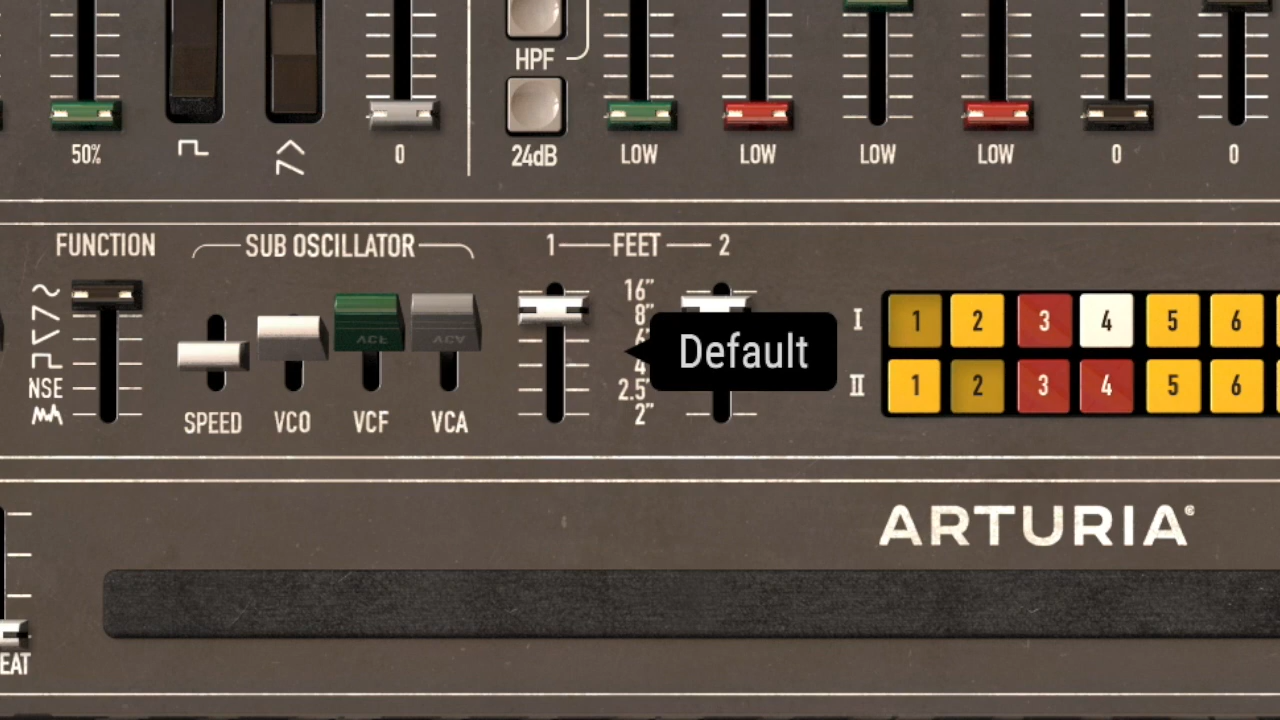 HPF
50%
0
24dB
LOW
LOW
LOW
LOW
0
0
FUNCTION
SUB OSCILLATOR
1
FEET
2
16"
8"
2.5"
2"
Default
NSE
SPEED
VCO
VCF
VCA
VCF
VCA
I
1
2
3
4
5
6
II
1
2
3
4
5
6
ARTURIA
EAT